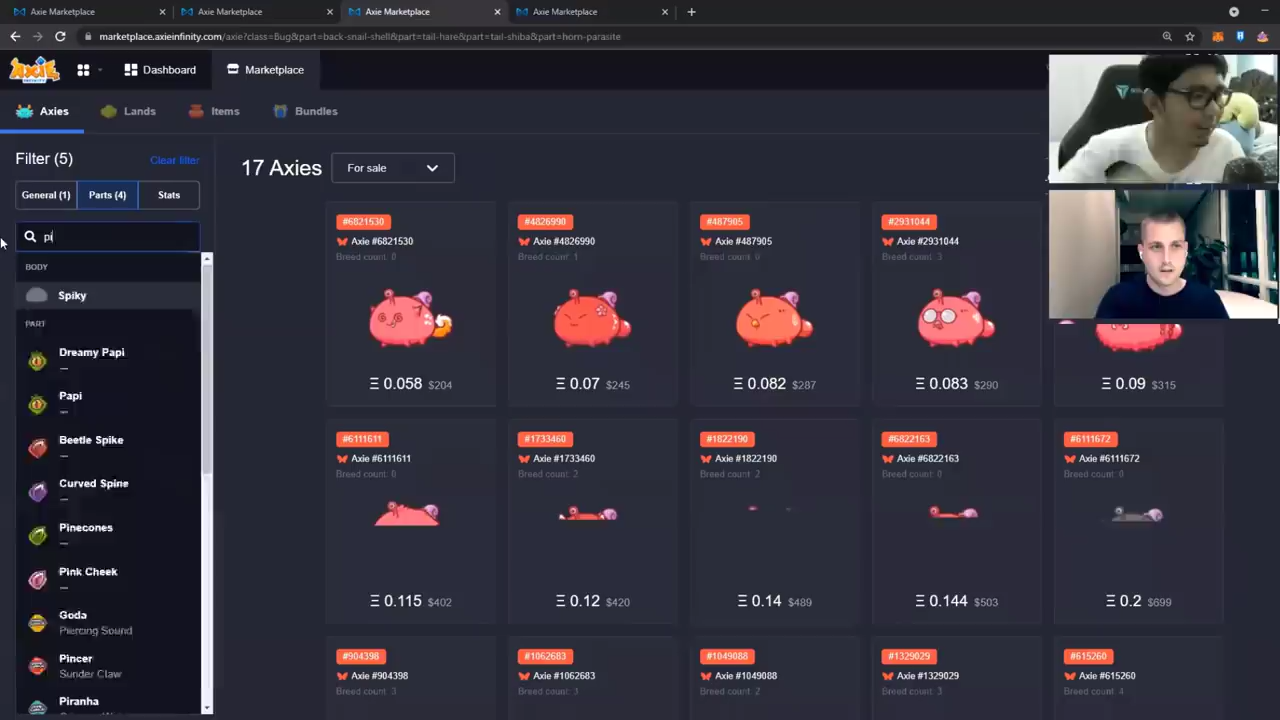 Axie Marketplace
Axie Marketplace
Axie Marketplace
Axie Marketplace
marketplace.axieinfinity.com/axie?class=Bug&part=back-snail-shell&part=tail-hare&part=tail-shiba&part=horn-parasite
AXIE
Dashboard
Marketplace
Axies
Lands
Items
Bundles
Filter (5)
Clear filter
General (1)
Parts (4)
Stats
pi
BODY
Spiky
PART
Dreamy Papi
Papi
Beetle Spike
Curved Spine
Pinecones
Pink Cheek
Goda
Piercing Sound
Pincer
Sunder Claw
Piranha
17 Axies
For sale
#6821530
Axie #6821530
Breed count: 0
Ξ 0.058 $204
#4826990
Axie #4826990
Breed count: 1
Ξ 0.07 $245
#487905
Axie #487905
Breed count: 0
Ξ 0.082 $287
#2931044
Axie #2931044
Breed count: 3
Ξ 0.083 $290
Ξ 0.09 $315
#6111611
Axie #6111611
Breed count: 0
Ξ 0.115 $402
#1733460
Axie #1733460
Breed count: 2
Ξ 0.12 $420
#1822190
Axie #1822190
Breed count: 2
Ξ 0.14 $489
#6822163
Axie #6822163
Breed count: 0
Ξ 0.144 $503
#6111672
Axie #6111672
Breed count: 0
Ξ 0.2 $699
#904398
Axie #904398
Breed count: 3
#1062683
Axie #1062683
Breed count: 3
#1049088
Axie #1049088
Breed count: 2
#1329029
Axie #1329029
Breed count: 3
#615260
Axie #615260
Breed count: 4